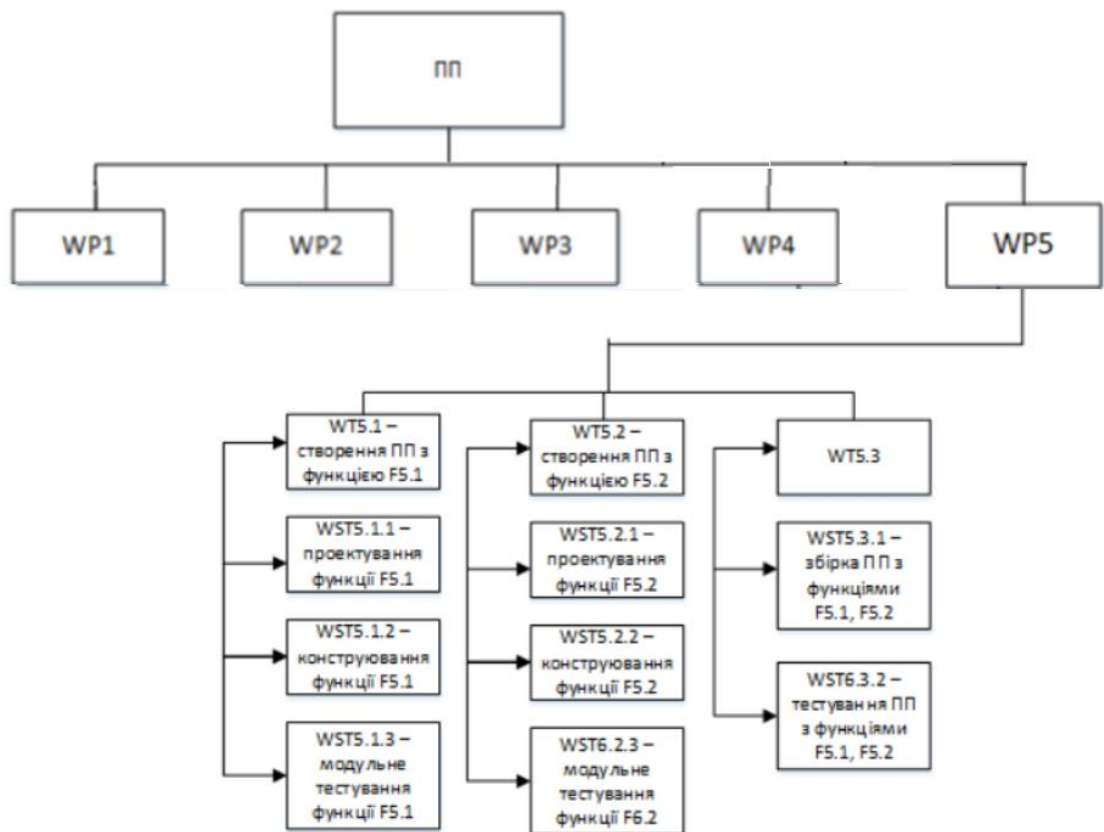 ПП
WP1
WP2
WP3
WP4
WP5
WT5.1 –
створення ПП з
функцією F5.1
WST5.1.1 –
проектування
функції F5.1
WST5.1.2 –
конструювання
функції F5.1
WST5.1.3 –
модульне
тестування
функції F5.1
WT5.2 –
створення ПП з
функцією F5.2
WST5.2.1 –
проектування
функції F5.2
WST5.2.2 –
конструювання
функції F5.2
WST6.2.3 –
модульне
тестування
функції F6.2
WT5.3
WST5.3.1 –
збірка ПП з
функціями
F5.1, F5.2
WST6.3.2 –
тестування ПП
з функціями
F5.1, F5.2